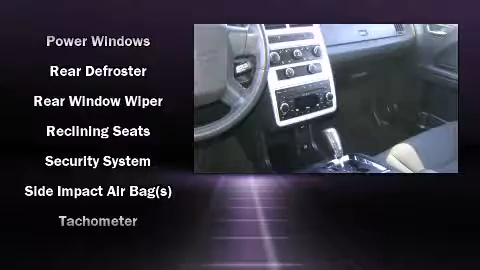 Power Windows
Rear Defroster
Rear Window Wiper
Reclining Seats
Security System
Side Impact Air Bag(s)
Tachometer